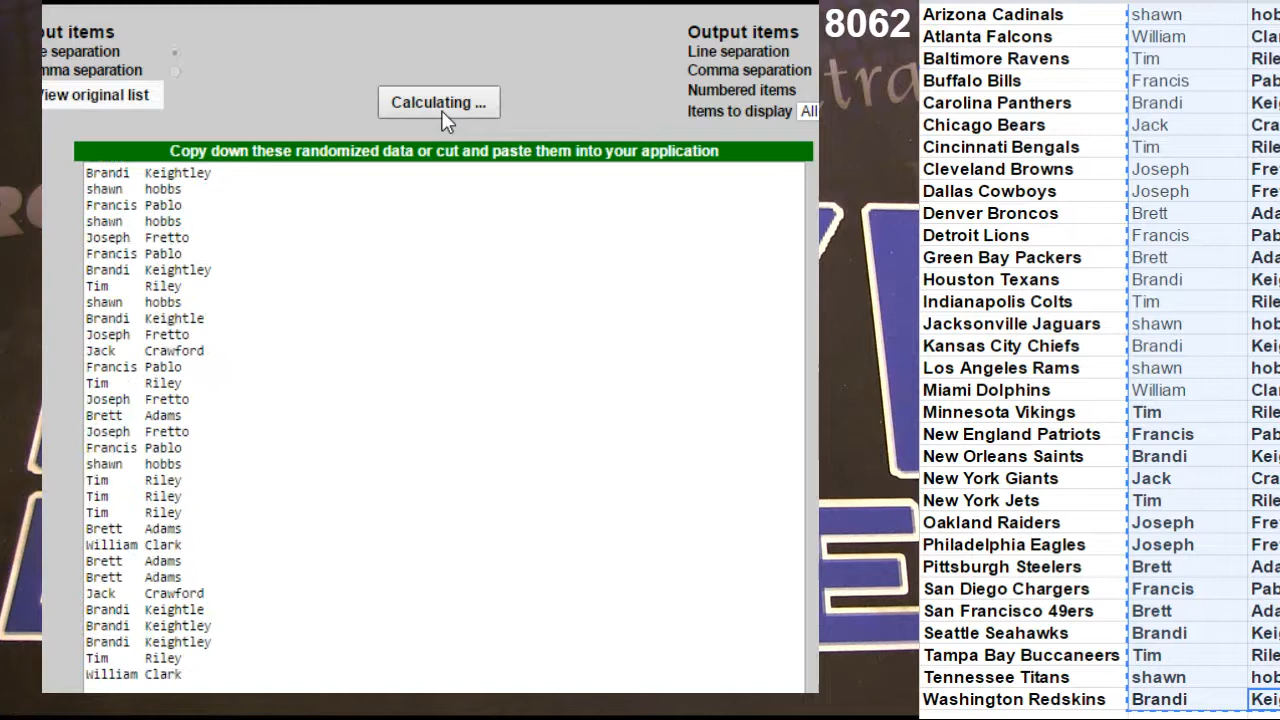 put items
e separation
mma separation
View original list
Calculating ...
Output items
Line separation
Comma separation
Numbered items
Items to display All
Copy down these randomized data or cut and paste them into your application
Brandi Keightley
shawn hobbs
Francis Pablo
shawn hobbs
Joseph Fretto
Francis Pablo
Brandi Keightley
Tim Riley
shawn hobbs
Brandi Keightle
Joseph Fretto
Jack Crawford
Francis Pablo
Tim Riley
Joseph Fretto
Brett Adams
Joseph Fretto
Francis Pablo
shawn hobbs
Tim Riley
Tim Riley
Tim Riley
Brett Adams
William Clark
Brett Adams
Brett Adams
Jack Crawford
Brandi Keightle
Brandi Keightley
Brandi Keightley
Tim Riley
William Clark
8062
Arizona Cadinals shawn hob
Atlanta Falcons William Clar
Baltimore Ravens Tim Rile
Buffalo Bills Francis Pab
Carolina Panthers Brandi Keig
Chicago Bears Jack Cra
Cincinnati Bengals Tim Rile
Cleveland Browns Joseph Fre
Dallas Cowboys Joseph Fre
Denver Broncos Brett Ada
Detroit Lions Francis Pab
Green Bay Packers Brett Ada
Houston Texans Brandi Keig
Indianapolis Colts Tim Rile
Jacksonville Jaguars shawn hob
Kansas City Chiefs Brandi Keig
Los Angeles Rams shawn hob
Miami Dolphins William Clar
Minnesota Vikings Tim Rile
New England Patriots Francis Pab
New Orleans Saints Brandi Keig
New York Giants Jack Cra
New York Jets Tim Rile
Oakland Raiders Joseph Fre
Philadelphia Eagles Joseph Fre
Pittsburgh Steelers Brett Ada
San Diego Chargers Francis Pab
San Francisco 49ers Brett Ada
Seattle Seahawks Brandi Keig
Tampa Bay Buccaneers Tim Rile
Tennessee Titans shawn hob
Washington Redskins Brandi Keig